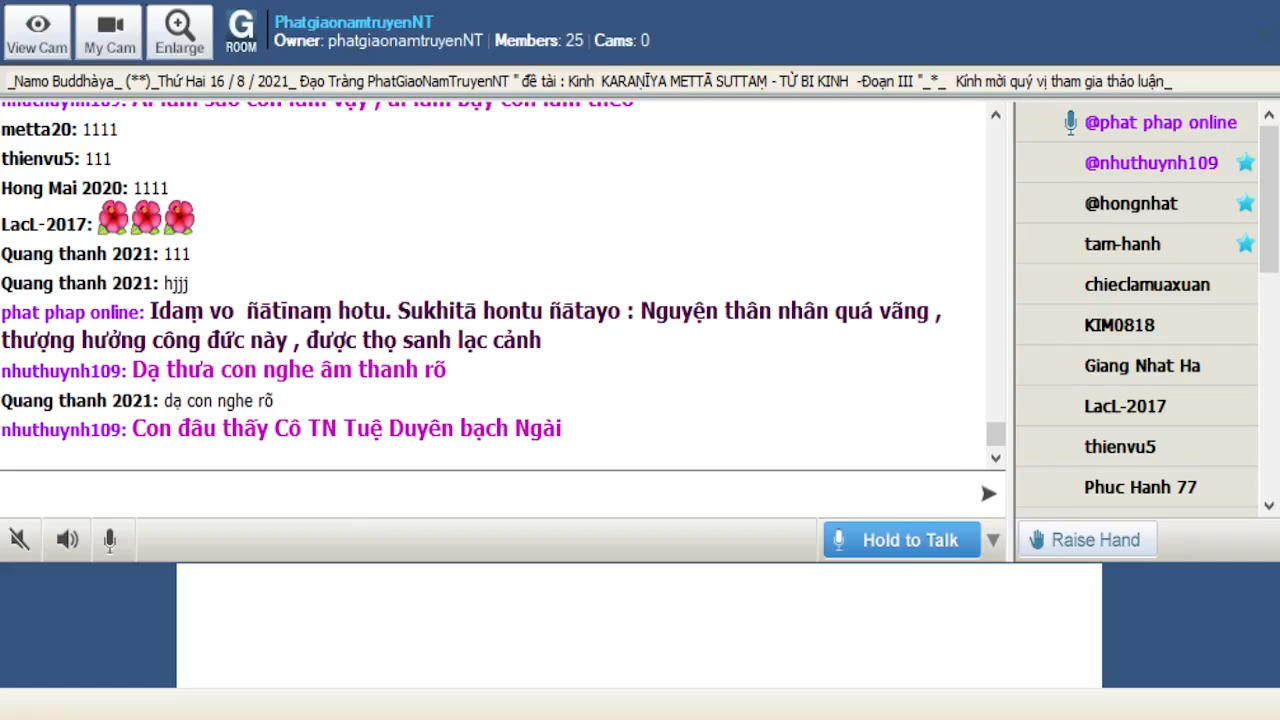 View Cam
My Cam
Enlarge
G
ROOM
PhatgiaonamtruyenNT
Owner: phatgiaonamtruyenNT | Members: 25 | Cams: 0
_Namo Buddhàya_ (**)_Thứ Hai 16 / 8 / 2021_ Đạo Tràng PhatGiaoNamTruyenNT " đề tài : Kinh KARAṆĪYA METTĀ SUTTAṂ - TỪ BI KINH -Đoạn III "_*_ Kính mời quý vị tham gia thảo luận_
nhuthuynh109: Ai làm sao con làm vậy , ai làm bậy con làm theo
metta20: 1111
thienvu5: 111
Hong Mai 2020: 1111
LacL-2017:
Quang thanh 2021: 111
Quang thanh 2021: hjjj
phat phap online: Idaṃ vo ñātīnaṃ hotu. Sukhitā hontu ñātayo : Nguyện thân nhân quá vãng ,
thượng hưởng công đức này , được thọ sanh lạc cảnh
nhuthuynh109: Dạ thưa con nghe âm thanh rõ
Quang thanh 2021: dạ con nghe rõ
nhuthuynh109: Con đâu thấy Cô TN Tuệ Duyên bạch Ngài
Hold to Talk
@phat phap online
@nhuthuynh109
@hongnhat
tam-hanh
chieclamuaxuan
KIM0818
Giang Nhat Ha
LacL-2017
thienvu5
Phuc Hanh 77
Raise Hand